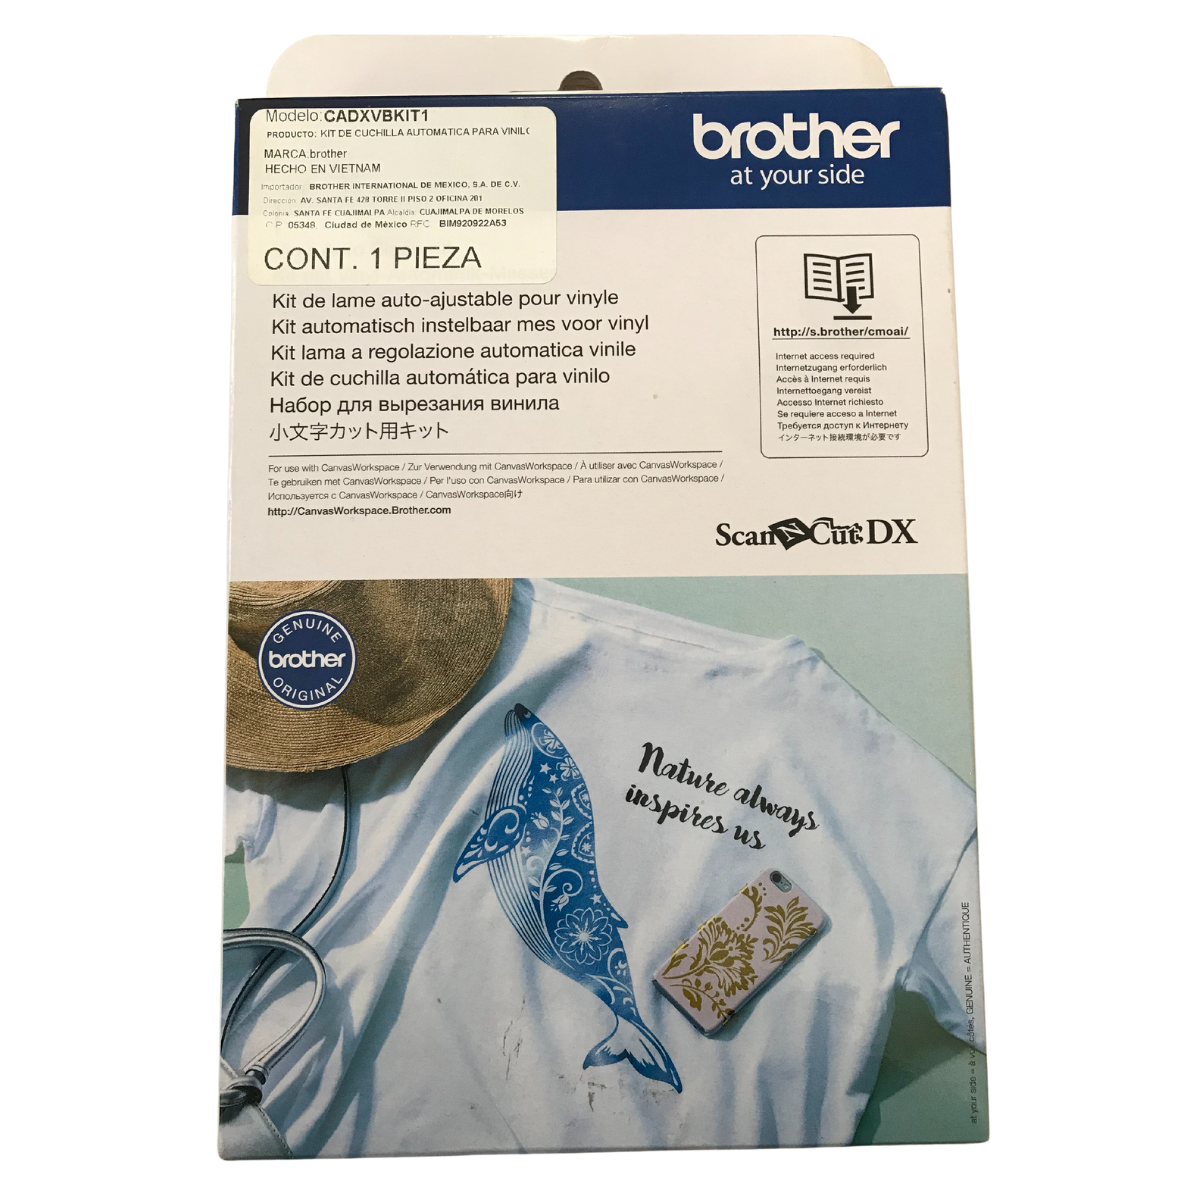 Modelo:CADXVBKIT1
PRODUCTO: KIT DE CUCHILLA AUTOMATICA PARA VINIL
MARCA.brother
HECHO EN VIETNAM
Importador: BROTHER INTERNATIONAL DE MEXICO, S.A. DE C.V.
Dirección: AV. SANTA FE 428 TORRE II PISO 2 OFICINA 201
Colonia: SANTA FE CUAJIMALPA Alcaldía: CUAJIMALPA DE MORELOS
C.P. 05348 Ciudad de México RFC BIM920922A53
CONT. 1 PIEZA
brother
at your side
Kit de lame auto-ajustable pour vinyle
Kit automatisch instelbaar mes voor vinyl
Kit lama a regolazione automatica vinile
Kit de cuchilla automática para vinilo
Набор для вырезания винила
小文字カット用キット
For use with CanvasWorkspace / Zur Verwendung mit CanvasWorkspace / À utiliser avec CanvasWorkspace /
Te gebruiken met CanvasWorkspace / Per l'uso con CanvasWorkspace / Para utilizar con CanvasWorkspace /
Используется с CanvasWorkspace / CanvasWorkspace向け
http://CanvasWorkspace.Brother.com
http://s.brother/cmoai/
Internet access required
Internetzugang erforderlich
Accès à Internet requis
Internettoegang vereist
Accesso Internet richiesto
Se requiere acceso a Internet
Требуется доступ к Интернету
インターネット接続環境が必要です
ScanNCut DX
GENUINE
brother
ORIGINAL
Nature always
inspires us
at your side = à vos côtés, GENUINE = AUTHENTIQUE